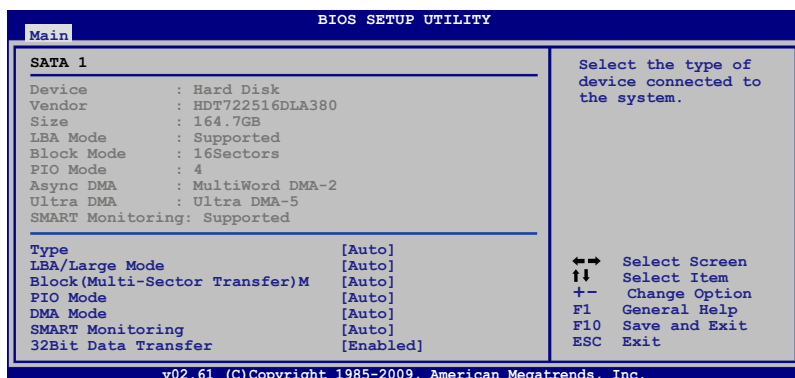 BIOS SETUP UTILITY
Main
SATA 1
Device : Hard Disk
Vendor : HDT722516DLA380
Size : 164.7GB
LBA Mode : Supported
Block Mode : 16Sectors
PIO Mode : 4
Async DMA : MultiWord DMA-2
Ultra DMA : Ultra DMA-5
SMART Monitoring: Supported
Type [Auto]
LBA/Large Mode [Auto]
Block(Multi-Sector Transfer)M [Auto]
PIO Mode [Auto]
DMA Mode [Auto]
SMART Monitoring [Auto]
32Bit Data Transfer [Enabled]
Select the type of
device connected to
the system.
←→ Select Screen
↑↓ Select Item
+- Change Option
F1 General Help
F10 Save and Exit
ESC Exit
v02.61 (C)Copyright 1985-2009, American Megatrends, Inc.